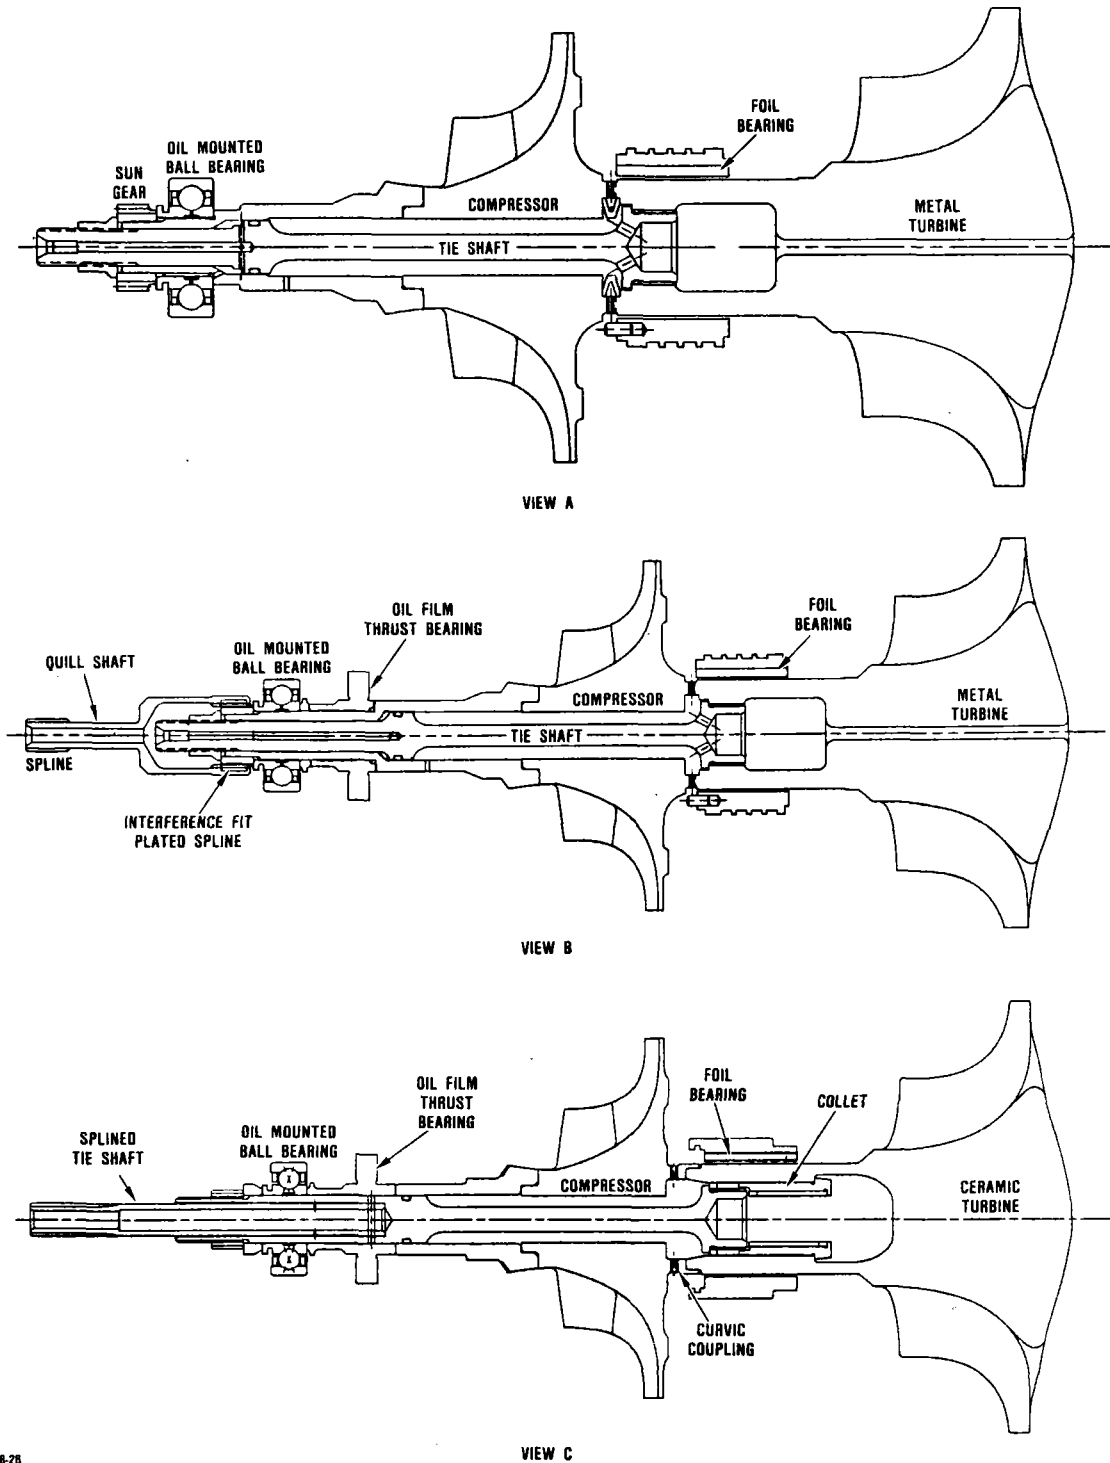 FOIL
BEARING
OIL MOUNTED
BALL BEARING
SUN
GEAR
COMPRESSOR
METAL
TURBINE
TIE SHAFT
VIEW A
OIL FILM
THRUST BEARING
FOIL
BEARING
OIL MOUNTED
BALL BEARING
QUILL SHAFT
COMPRESSOR
METAL
TURBINE
TIE SHAFT
SPLINE
INTERFERENCE FIT
PLATED SPLINE
VIEW B
OIL FILM
THRUST
BEARING
FOIL
BEARING
COLLET
SPLINED
TIE SHAFT
OIL MOUNTED
BALL BEARING
COMPRESSOR
CERAMIC
TURBINE
CURVIC
COUPLING
VIEW C